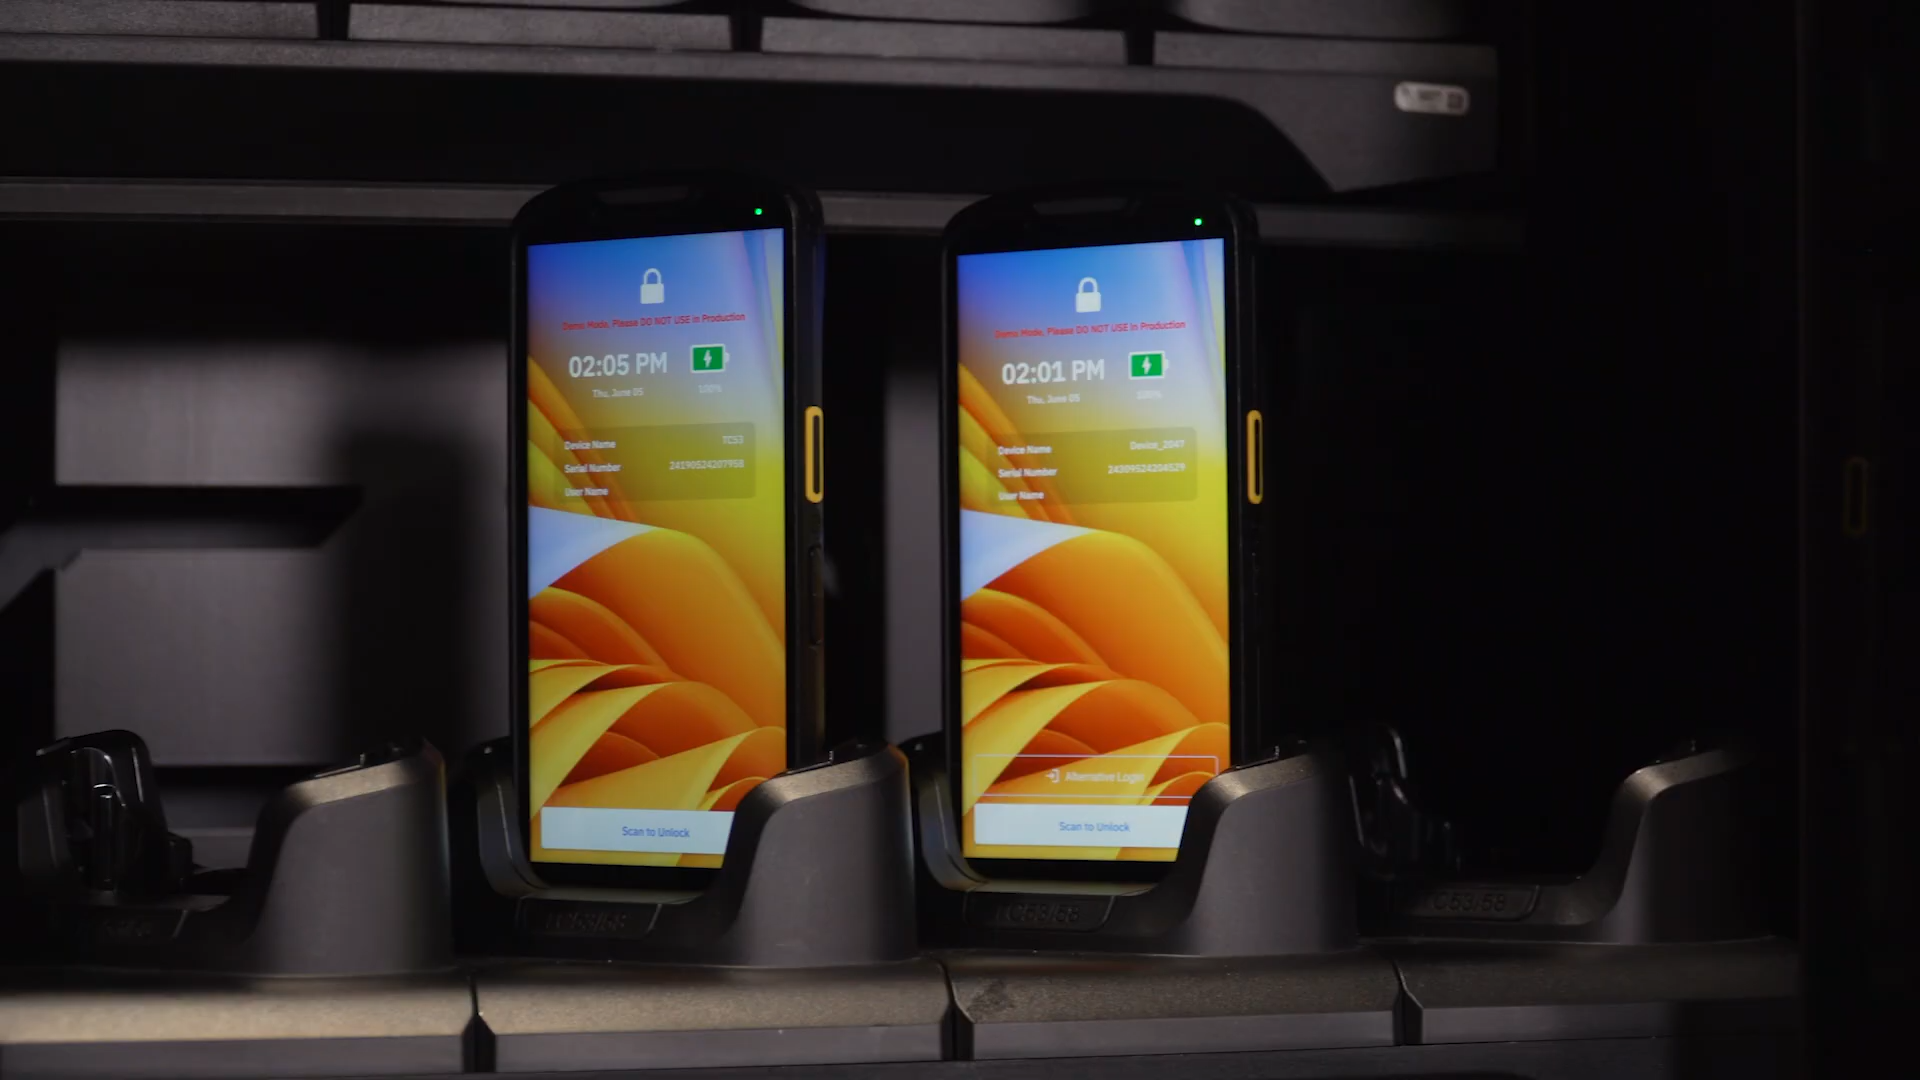 Demo Mode, Please DO NOT USE in Production
02:05 PM
Thu, June 05
100%
Device Name TC53
Serial Number 24190524207958
User Name
Scan to Unlock
Demo Mode, Please DO NOT USE in Production
02:01 PM
Thu, June 05
100%
Device Name Device_2047
Serial Number 24309524204529
User Name
Alternative Login
Scan to Unlock
TC53/58
TC53/58
TC53/58